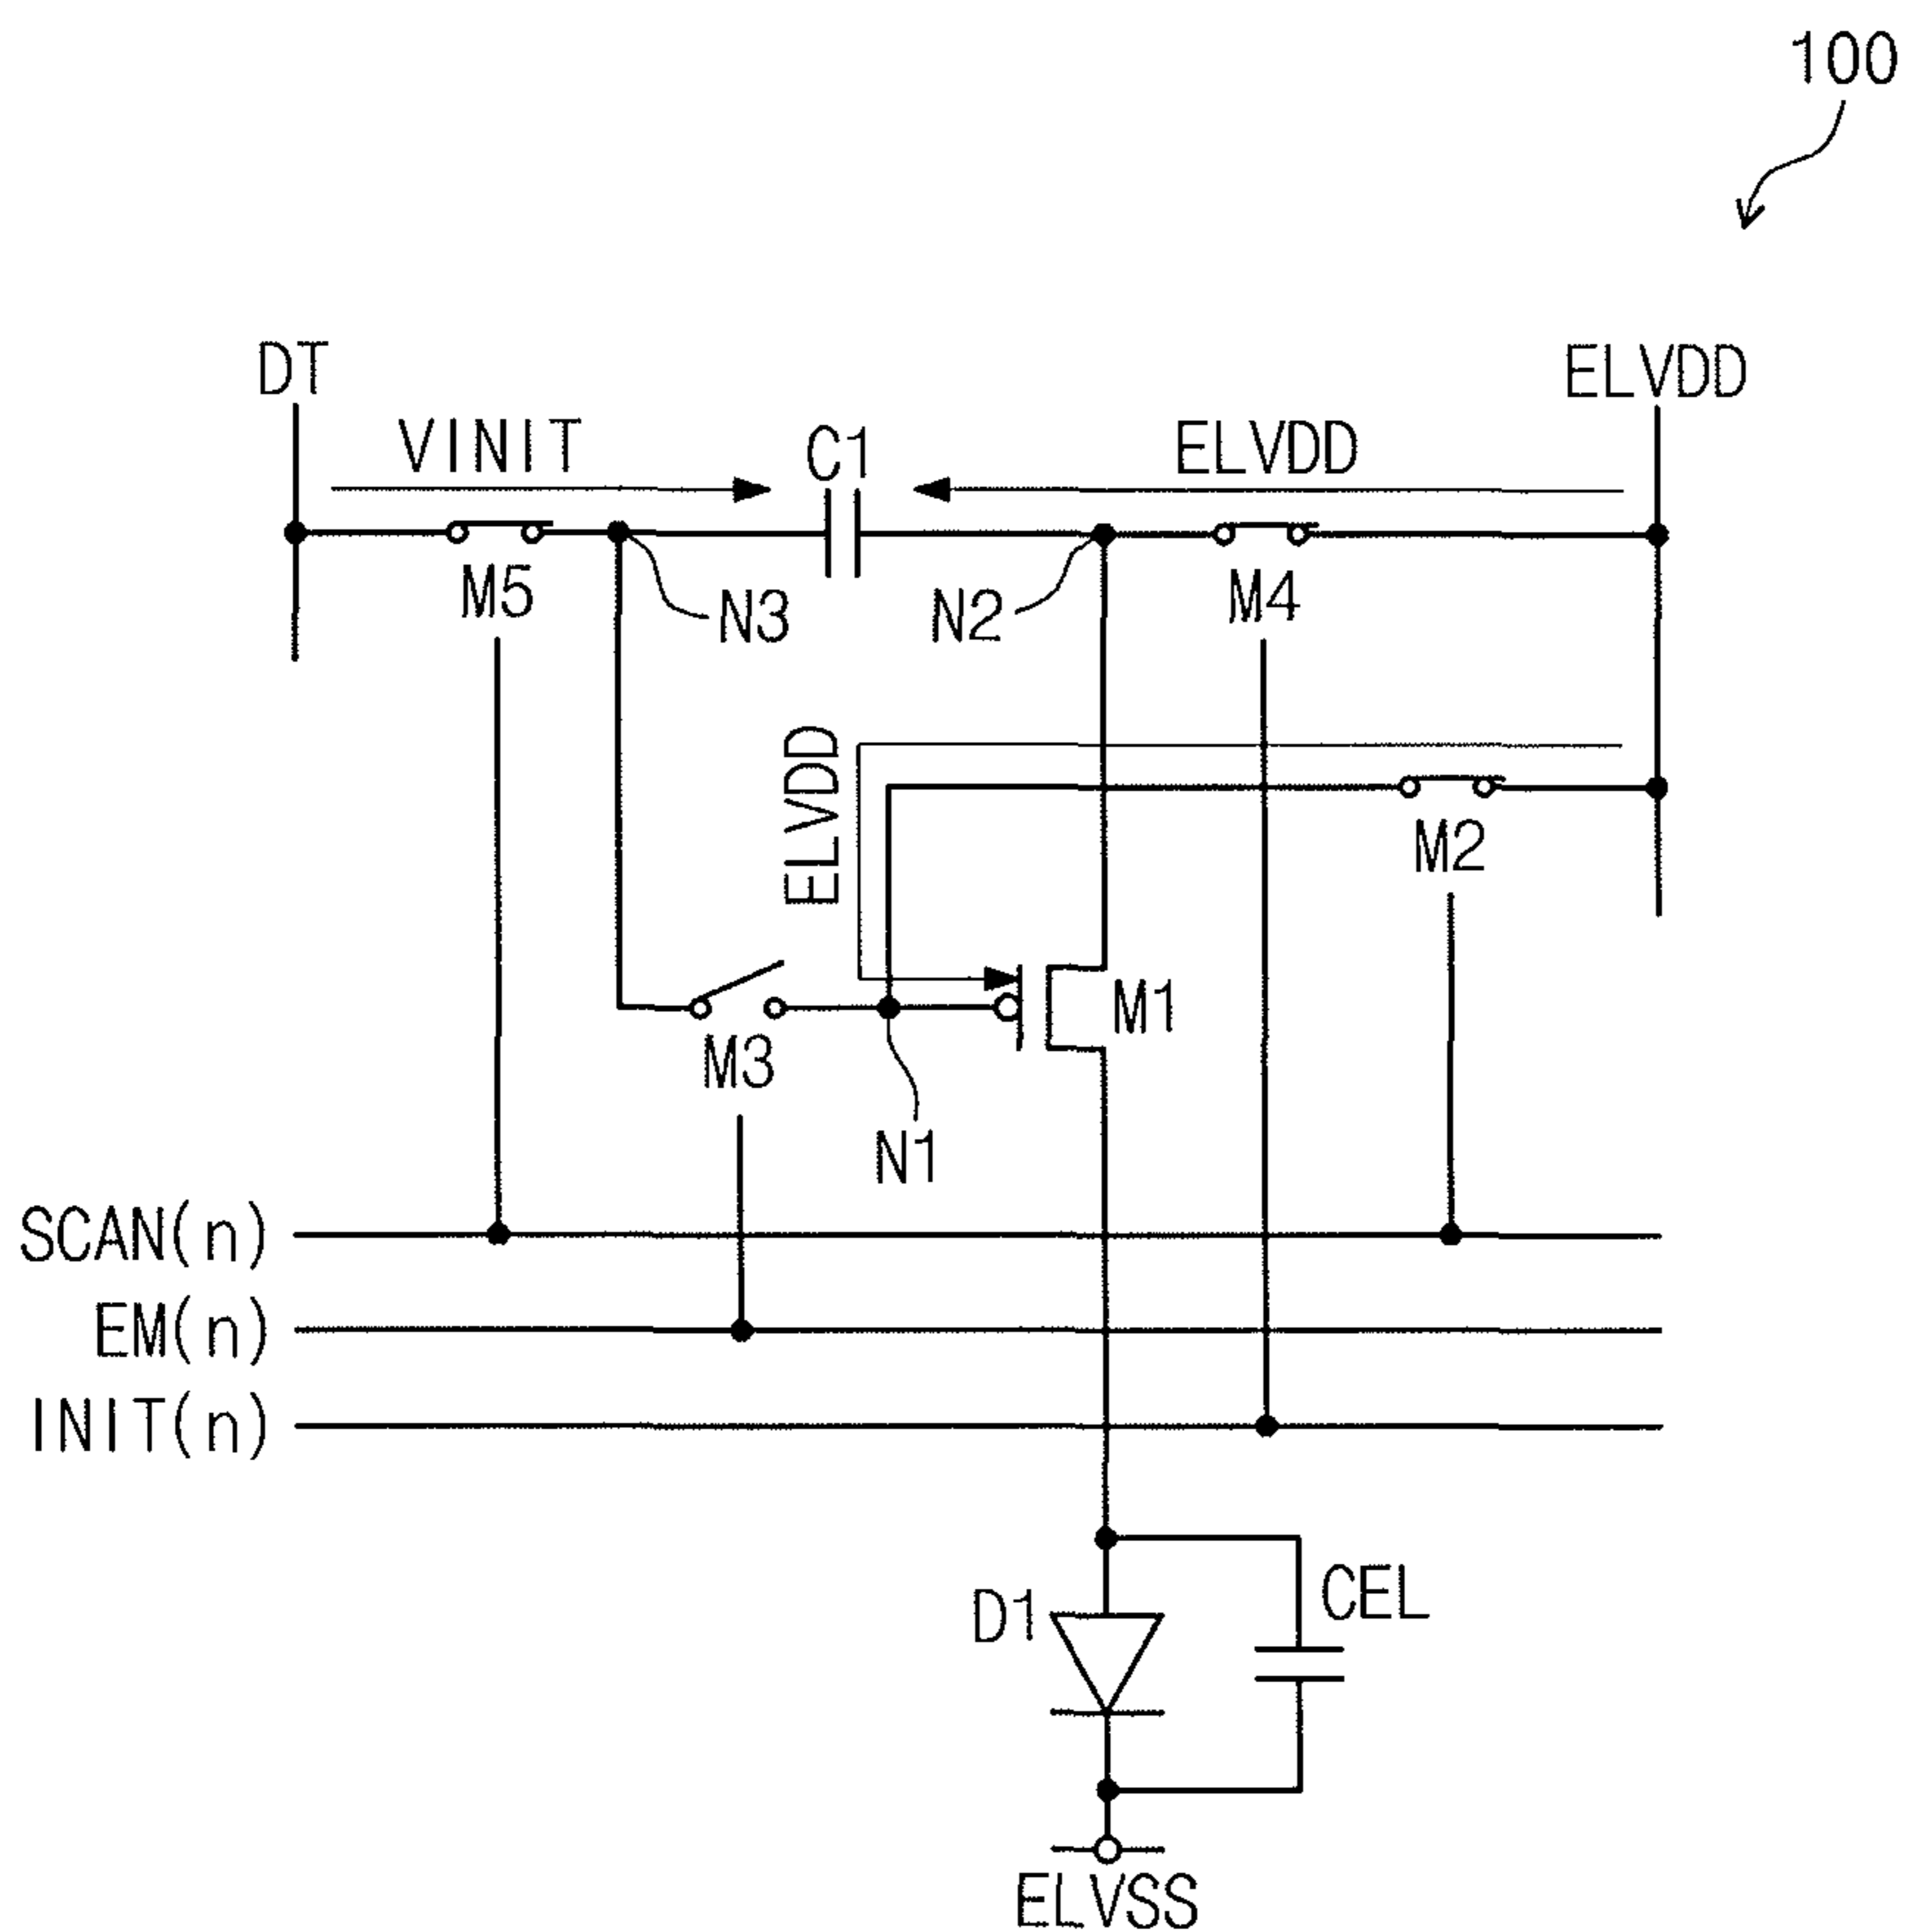 100
DT
ELVDD
VINIT
C1
ELVDD
M5
N3
N2
M4
ELVDD
M2
M3
M1
N1
SCAN(n)
EM(n)
INIT(n)
D1
CEL
ELVSS